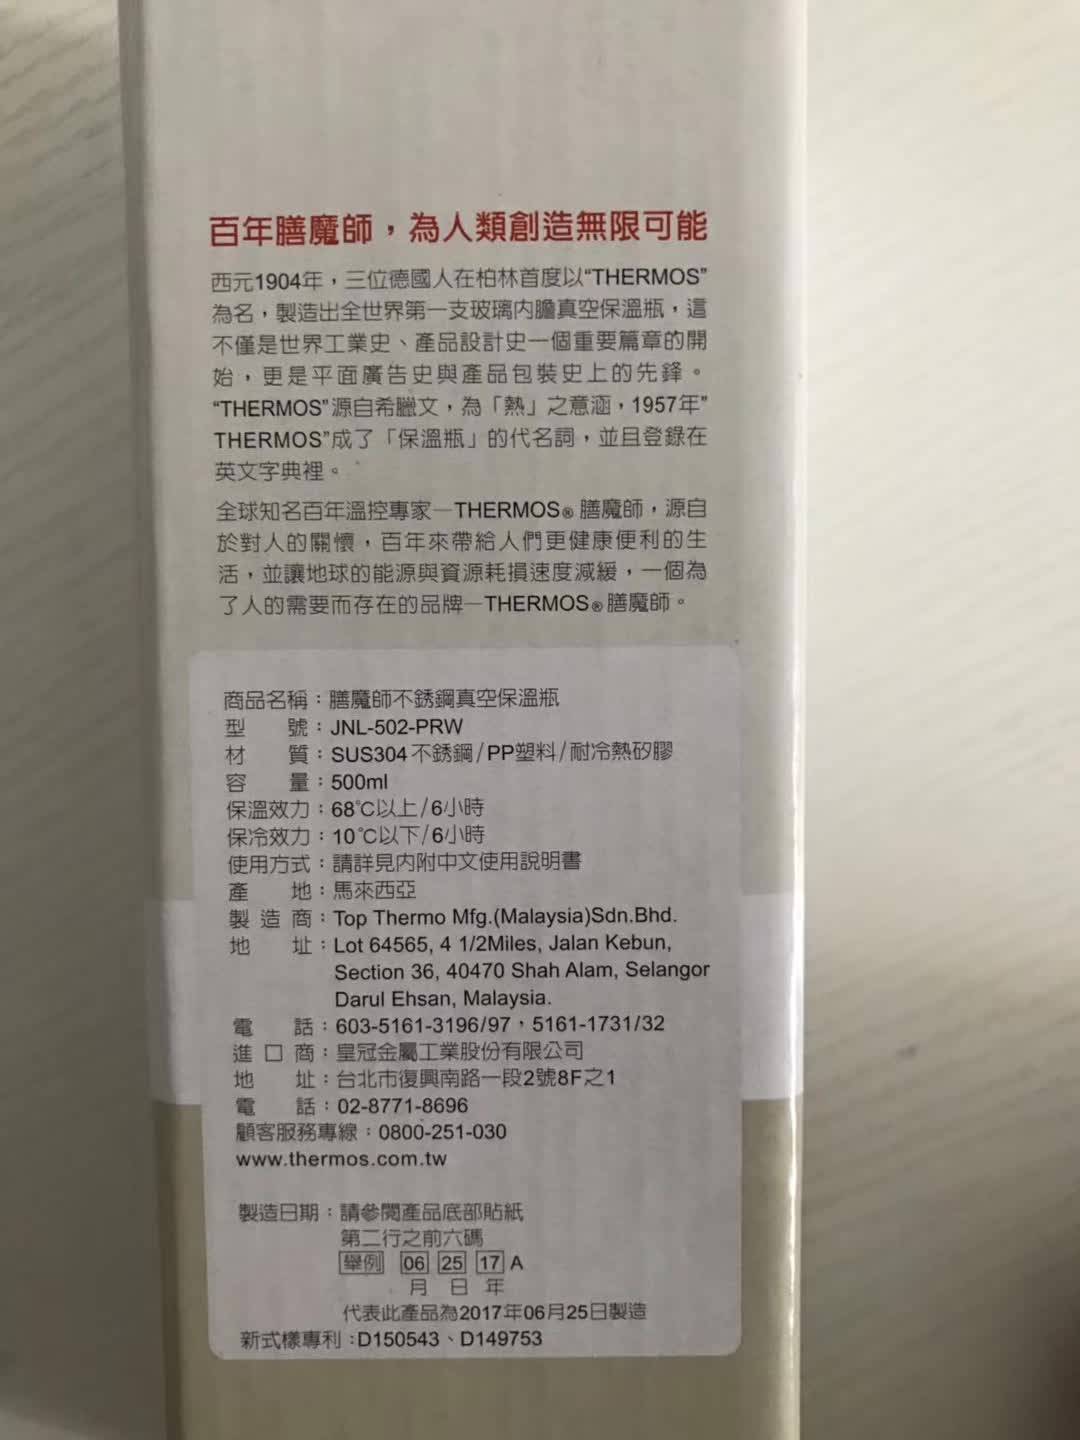 百年膳魔師，為人類創造無限可能
西元1904年，三位德國人在柏林首度以“THERMOS”
為名，製造出全世界第一支玻璃內膽真空保溫瓶，這
不僅是世界工業史、產品設計史一個重要篇章的開
始，更是平面廣告史與產品包裝史上的先鋒。
“THERMOS”源自希臘文，為「熱」之意涵，1957年”
THERMOS”成了「保溫瓶」的代名詞，並且登錄在
英文字典裡。
全球知名百年溫控專家—THERMOS® 膳魔師，源自
於對人的關懷，百年來帶給人們更健康便利的生
活，並讓地球的能源與資源耗損速度減緩，一個為
了人的需要而存在的品牌—THERMOS®膳魔師。
商品名稱：膳魔師不銹鋼真空保溫瓶
型　　號：JNL-502-PRW
材　　質：SUS304不銹鋼/PP塑料/耐冷熱矽膠
容　　量：500ml
保溫效力：68℃以上/6小時
保冷效力：10℃以下/6小時
使用方式：請詳見內附中文使用說明書
產　　地：馬來西亞
製 造 商：Top Thermo Mfg.(Malaysia)Sdn.Bhd.
地　　址：Lot 64565, 4 1/2Miles, Jalan Kebun,
Section 36, 40470 Shah Alam, Selangor
Darul Ehsan, Malaysia.
電　　話：603-5161-3196/97，5161-1731/32
進 口 商：皇冠金屬工業股份有限公司
地　　址：台北市復興南路一段2號8F之1
電　　話：02-8771-8696
顧客服務專線：0800-251-030
www.thermos.com.tw
製造日期：請參閱產品底部貼紙
第二行之前六碼
舉例 06 25 17 A
月 日 年
代表此產品為2017年06月25日製造
新式樣專利：D150543、D149753